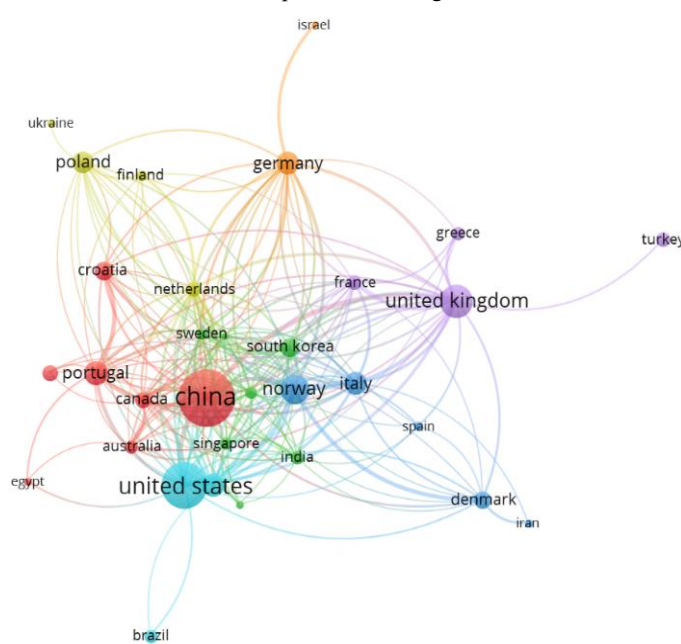 israel
ukraine
poland
finland
germany
greece
turkey
croatia
netherlands
france
united kingdom
sweden
south korea
portugal
canada
china
norway
italy
australia
singapore
india
spain
egypt
united states
denmark
iran
brazil